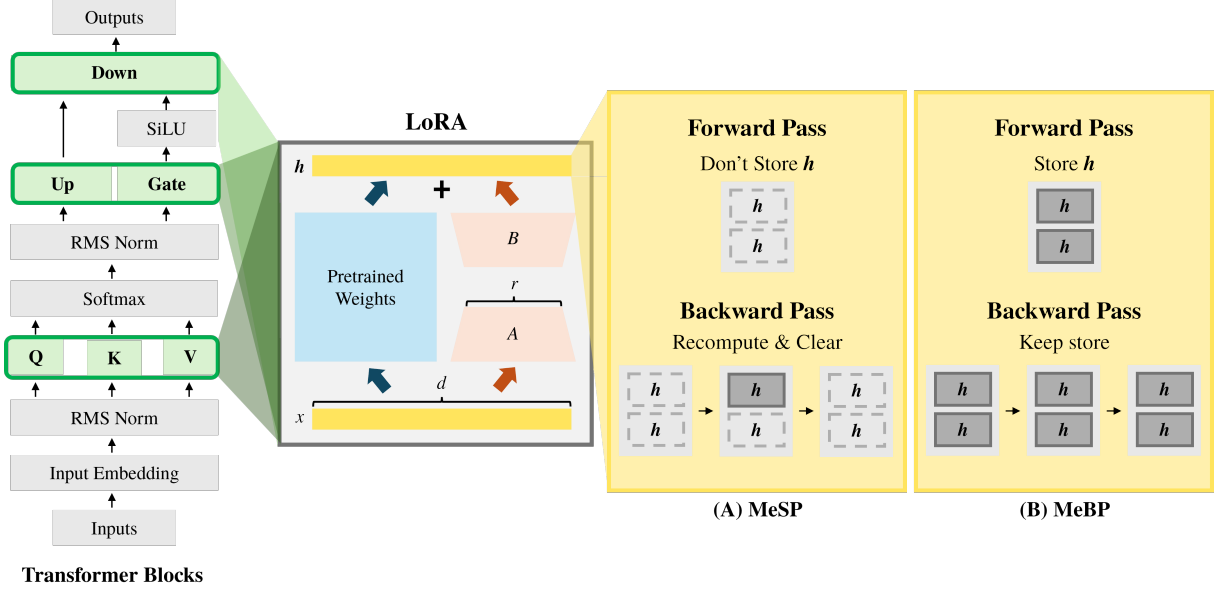 Outputs
Down
SiLU
Up
Gate
RMS Norm
Softmax
Q
K
V
RMS Norm
Input Embedding
Inputs
Transformer Blocks
LoRA
h
+
Pretrained
Weights
B
r
A
d
x
Forward Pass
Don't Store h
h
h
Backward Pass
Recompute & Clear
h
h
h
h
h
h
(A) MeSP
Forward Pass
Store h
h
h
Backward Pass
Keep store
h
h
h
h
h
h
(B) MeBP